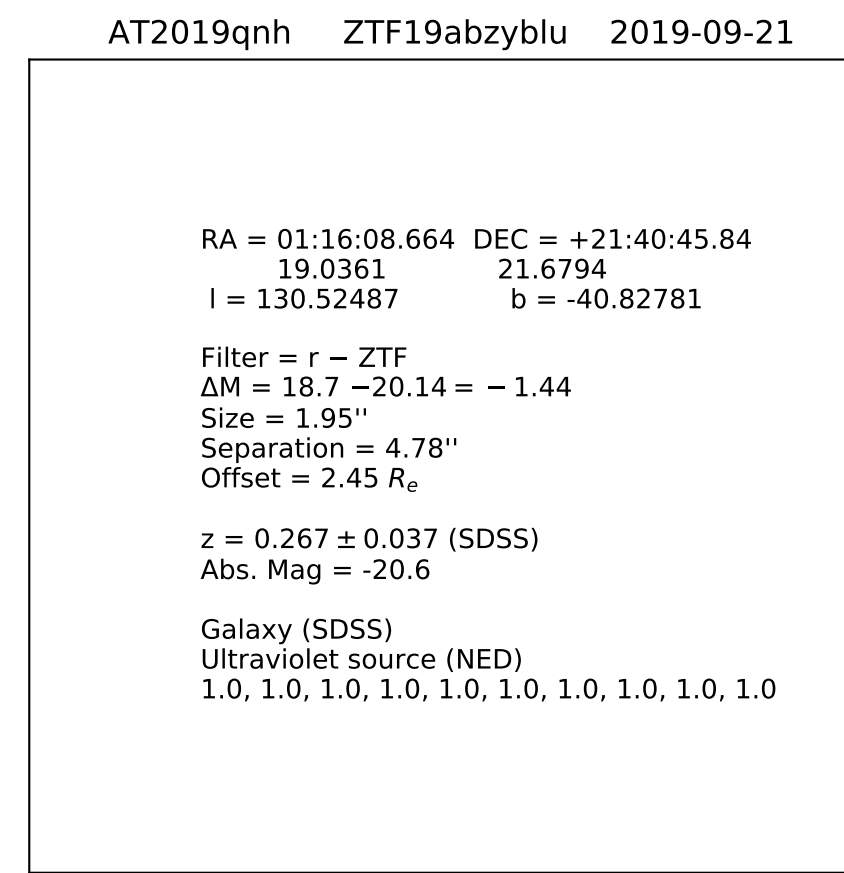 AT2019qnh ZTF19abzyblu 2019-09-21
RA = 01:16:08.664 DEC = +21:40:45.84
19.0361 21.6794
l = 130.52487 b = -40.82781
Filter = r − ZTF
ΔM = 18.7 −20.14 = − 1.44
Size = 1.95''
Separation = 4.78''
Offset = 2.45 Rₑ
z = 0.267 ± 0.037 (SDSS)
Abs. Mag = -20.6
Galaxy (SDSS)
Ultraviolet source (NED)
1.0, 1.0, 1.0, 1.0, 1.0, 1.0, 1.0, 1.0, 1.0, 1.0